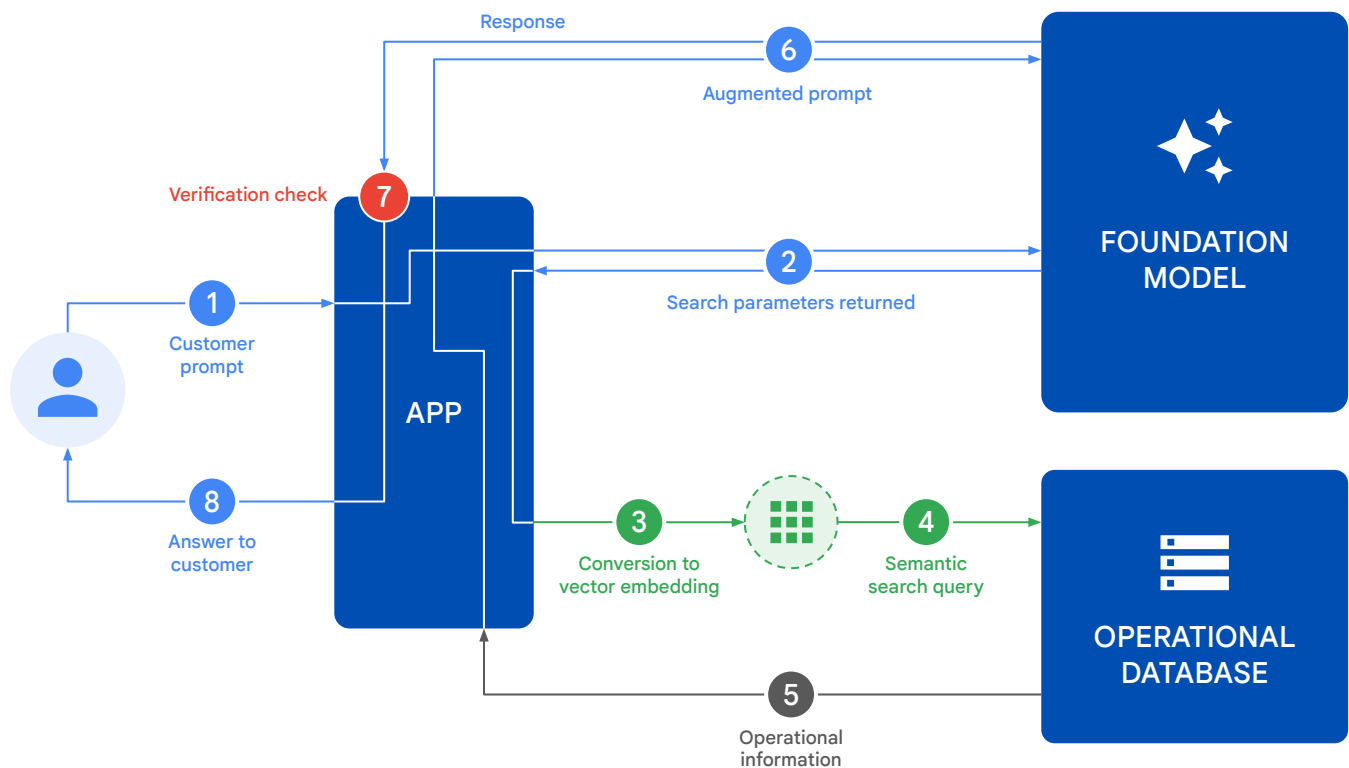 Response
6
Augmented prompt
7
Verification check
FOUNDATION
MODEL
2
Search parameters returned
1
Customer
prompt
APP
8
Answer to
customer
3
Conversion to
vector embedding
4
Semantic
search query
OPERATIONAL
DATABASE
5
Operational
information